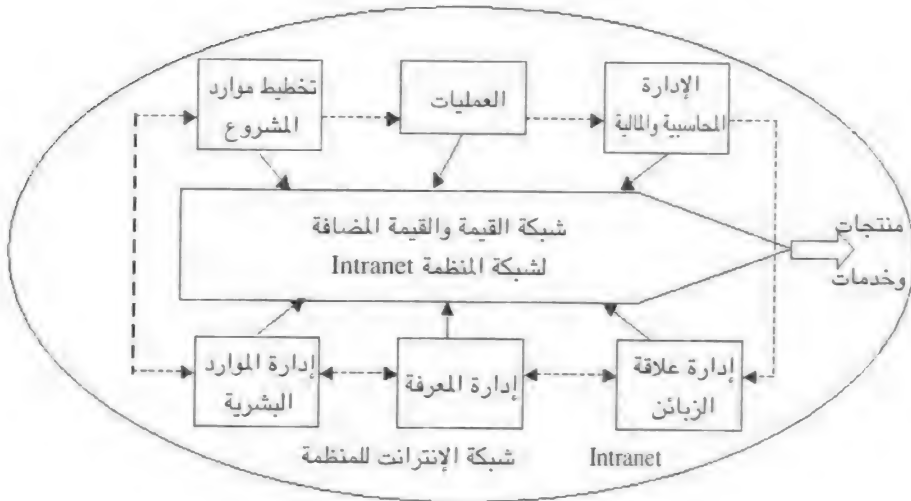 تخطيط موارد
المشروع
العمليات
الإدارة
المحاسبية والمالية
شبكة القيمة والقيمة المضافة
لشبكة المنظمة Intranet
منتجات
وخدمات
إدارة الموارد
البشرية
إدارة المعرفة
إدارة علاقة
الزبائن
شبكة الإنترانت للمنظمة Intranet